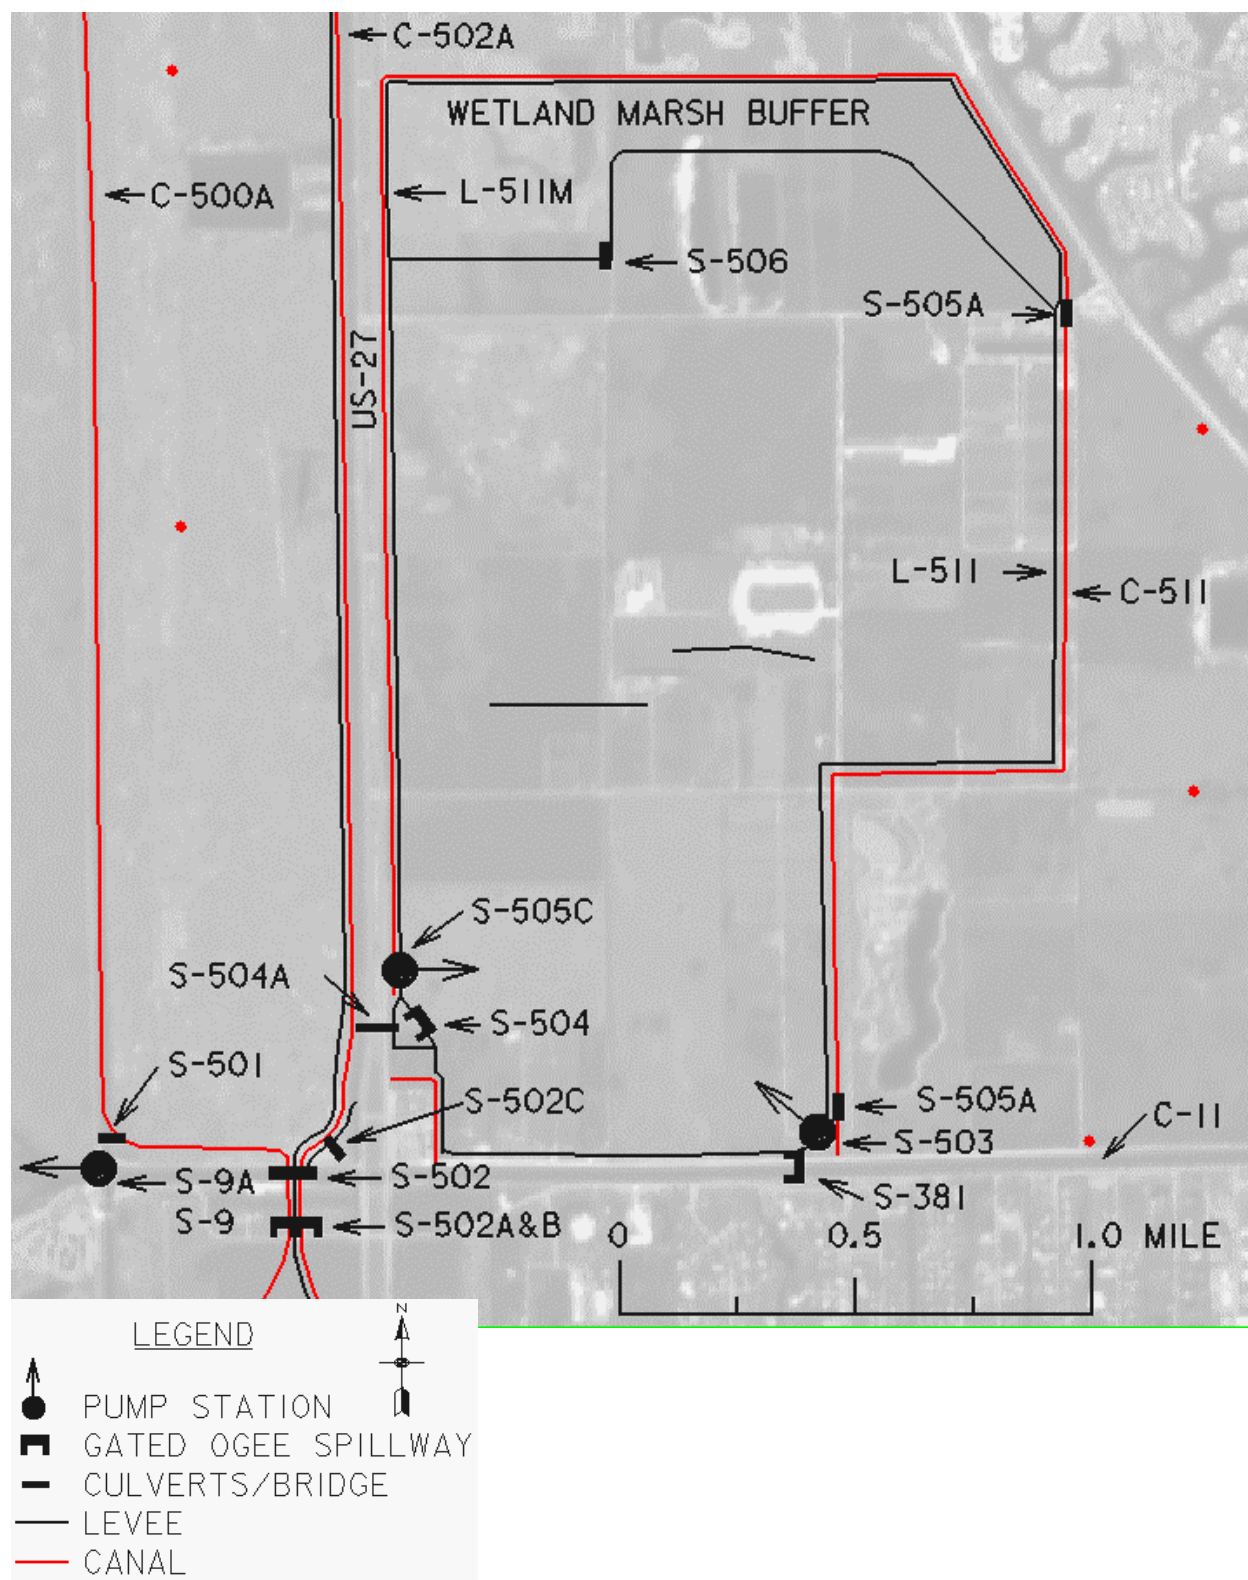 C-502A
WETLAND MARSH BUFFER
C-500A
L-511M
S-506
S-505A
US-27
L-511
C-511
S-505C
S-504A
S-504
S-501
S-502C
S-505A
C-11
S-503
S-9A
S-502
S-381
S-9
S-502A&B
0 0.5 1.0 MILE
LEGEND
N
PUMP STATION
GATED OGEE SPILLWAY
CULVERTS/BRIDGE
LEVEE
CANAL